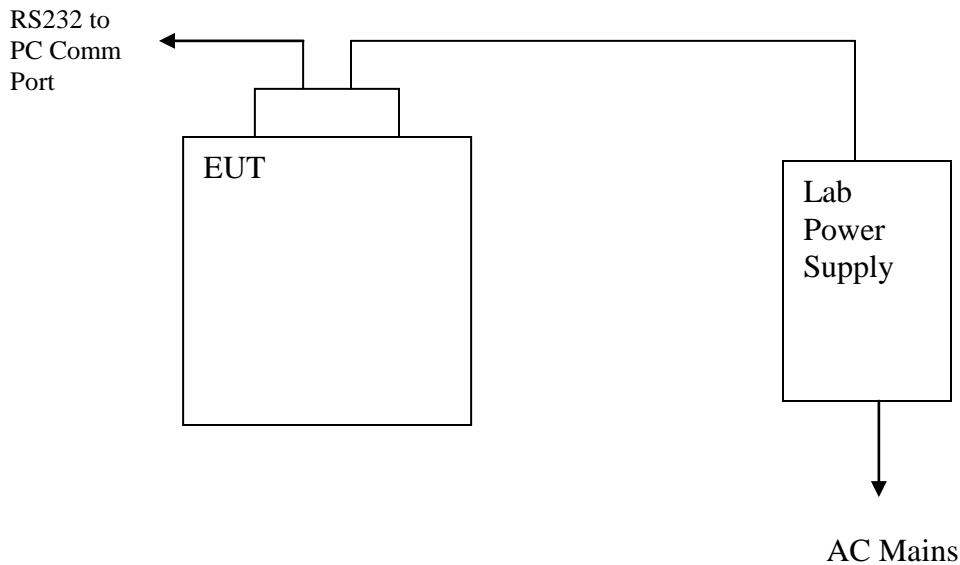 RS232 to
PC Comm
Port
EUT
Lab
Power
Supply
AC Mains